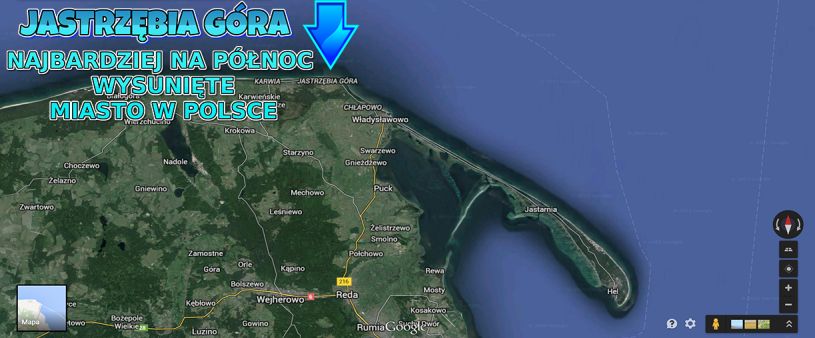 JASTRZĘBIA GÓRA
NAJBARDZIEJ NA PÓŁNOC
WYSUNIĘTE
MIASTO W POLSCE
KARWIA
JASTRZĘBIA GÓRA
Karwieńskie
CHŁAPOWO
Władysławowo
Wierzchucino
Krokowa
Starzyno
Swarzewo
Gnieżdżewo
Choczewo
Nadole
Żelazno
Gniewino
Mechowo
Puck
Zwartowo
Leśniewo
Jastarnia
Żelistrzewo
Smolno
Zamostne
Połchowo
Góra
Orle
Kąpino
Rewa
216
Bolszewo
Mosty
Hel
Wejherowo
6
Reda
Kębłowo
Kosakowo
Mapa
Bożepole
Wielkie
Luzino
Gowino
Rumia
Google
Dwór